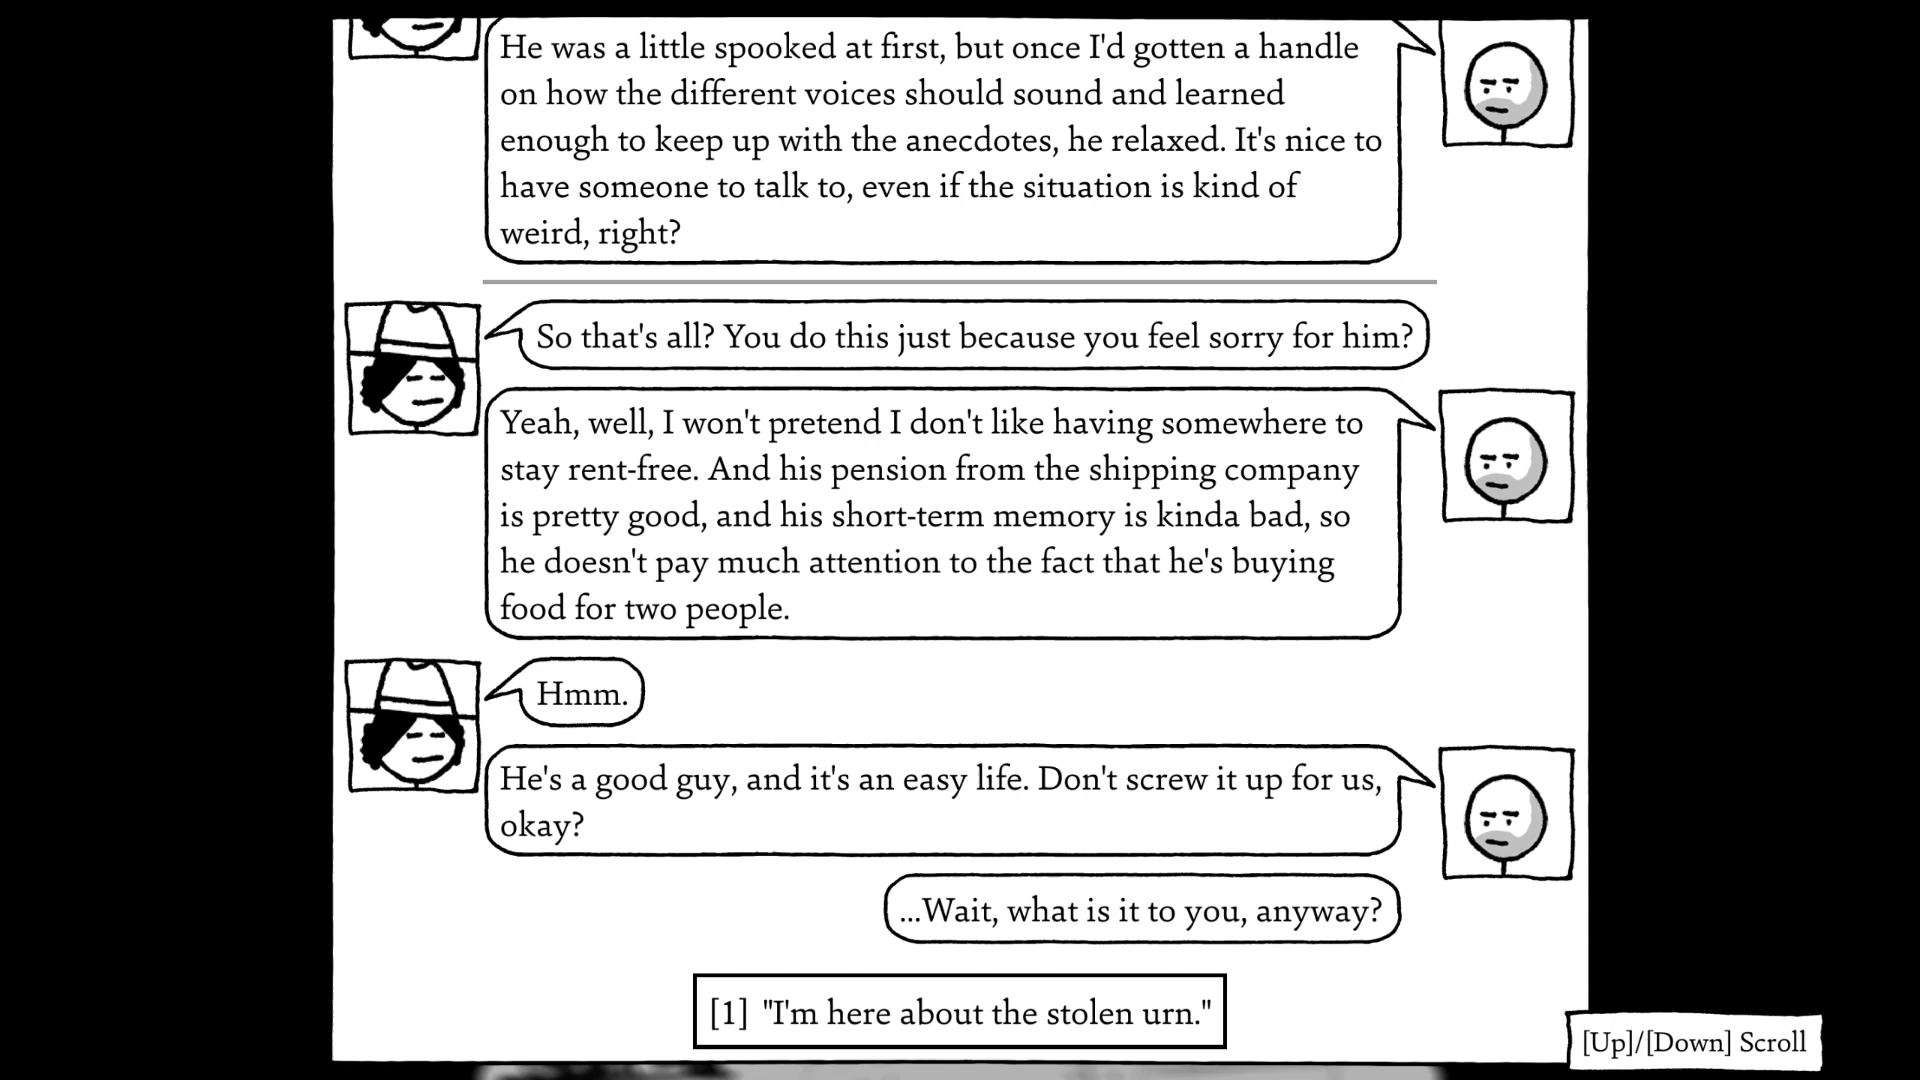 He was a little spooked at first, but once I'd gotten a handle
on how the different voices should sound and learned
enough to keep up with the anecdotes, he relaxed. It's nice to
have someone to talk to, even if the situation is kind of
weird, right?
So that's all? You do this just because you feel sorry for him?
Yeah, well, I won't pretend I don't like having somewhere to
stay rent-free. And his pension from the shipping company
is pretty good, and his short-term memory is kinda bad, so
he doesn't pay much attention to the fact that he's buying
food for two people.
Hmm.
He's a good guy, and it's an easy life. Don't screw it up for us,
okay?
...Wait, what is it to you, anyway?
[1] "I'm here about the stolen urn."
[Up]/[Down] Scroll